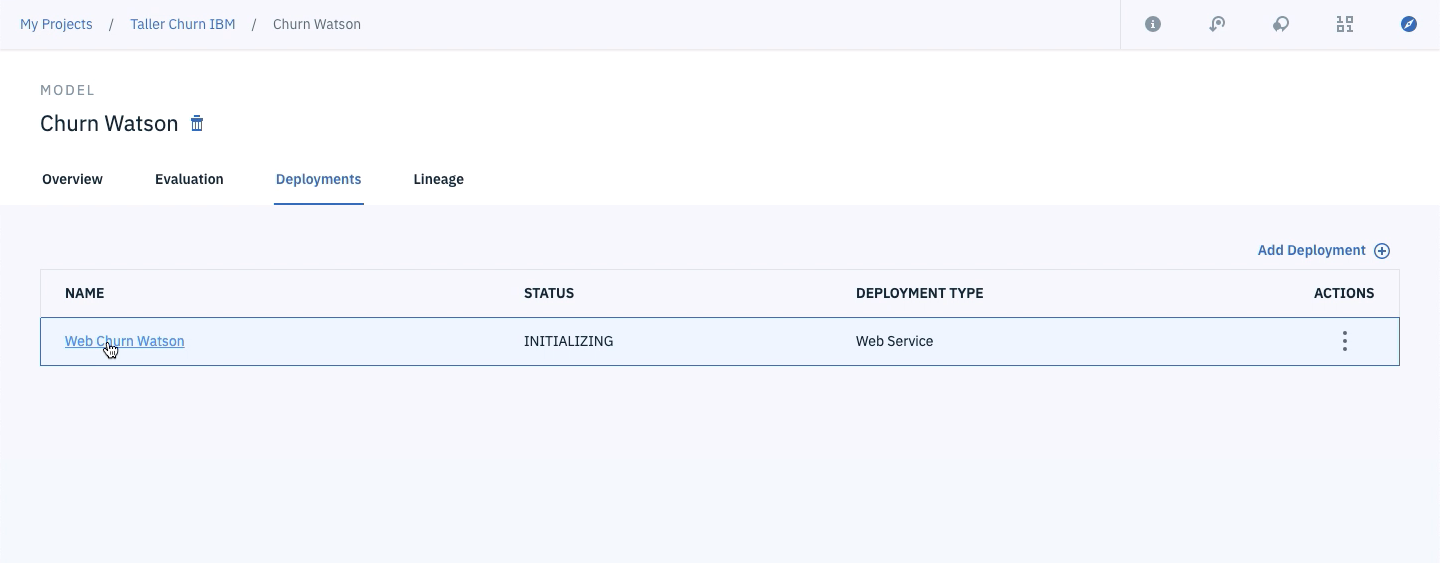 My Projects / Taller Churn IBM / Churn Watson
MODEL
Churn Watson
Overview Evaluation Deployments Lineage
Add Deployment
NAME STATUS DEPLOYMENT TYPE ACTIONS
Web Churn Watson INITIALIZING Web Service